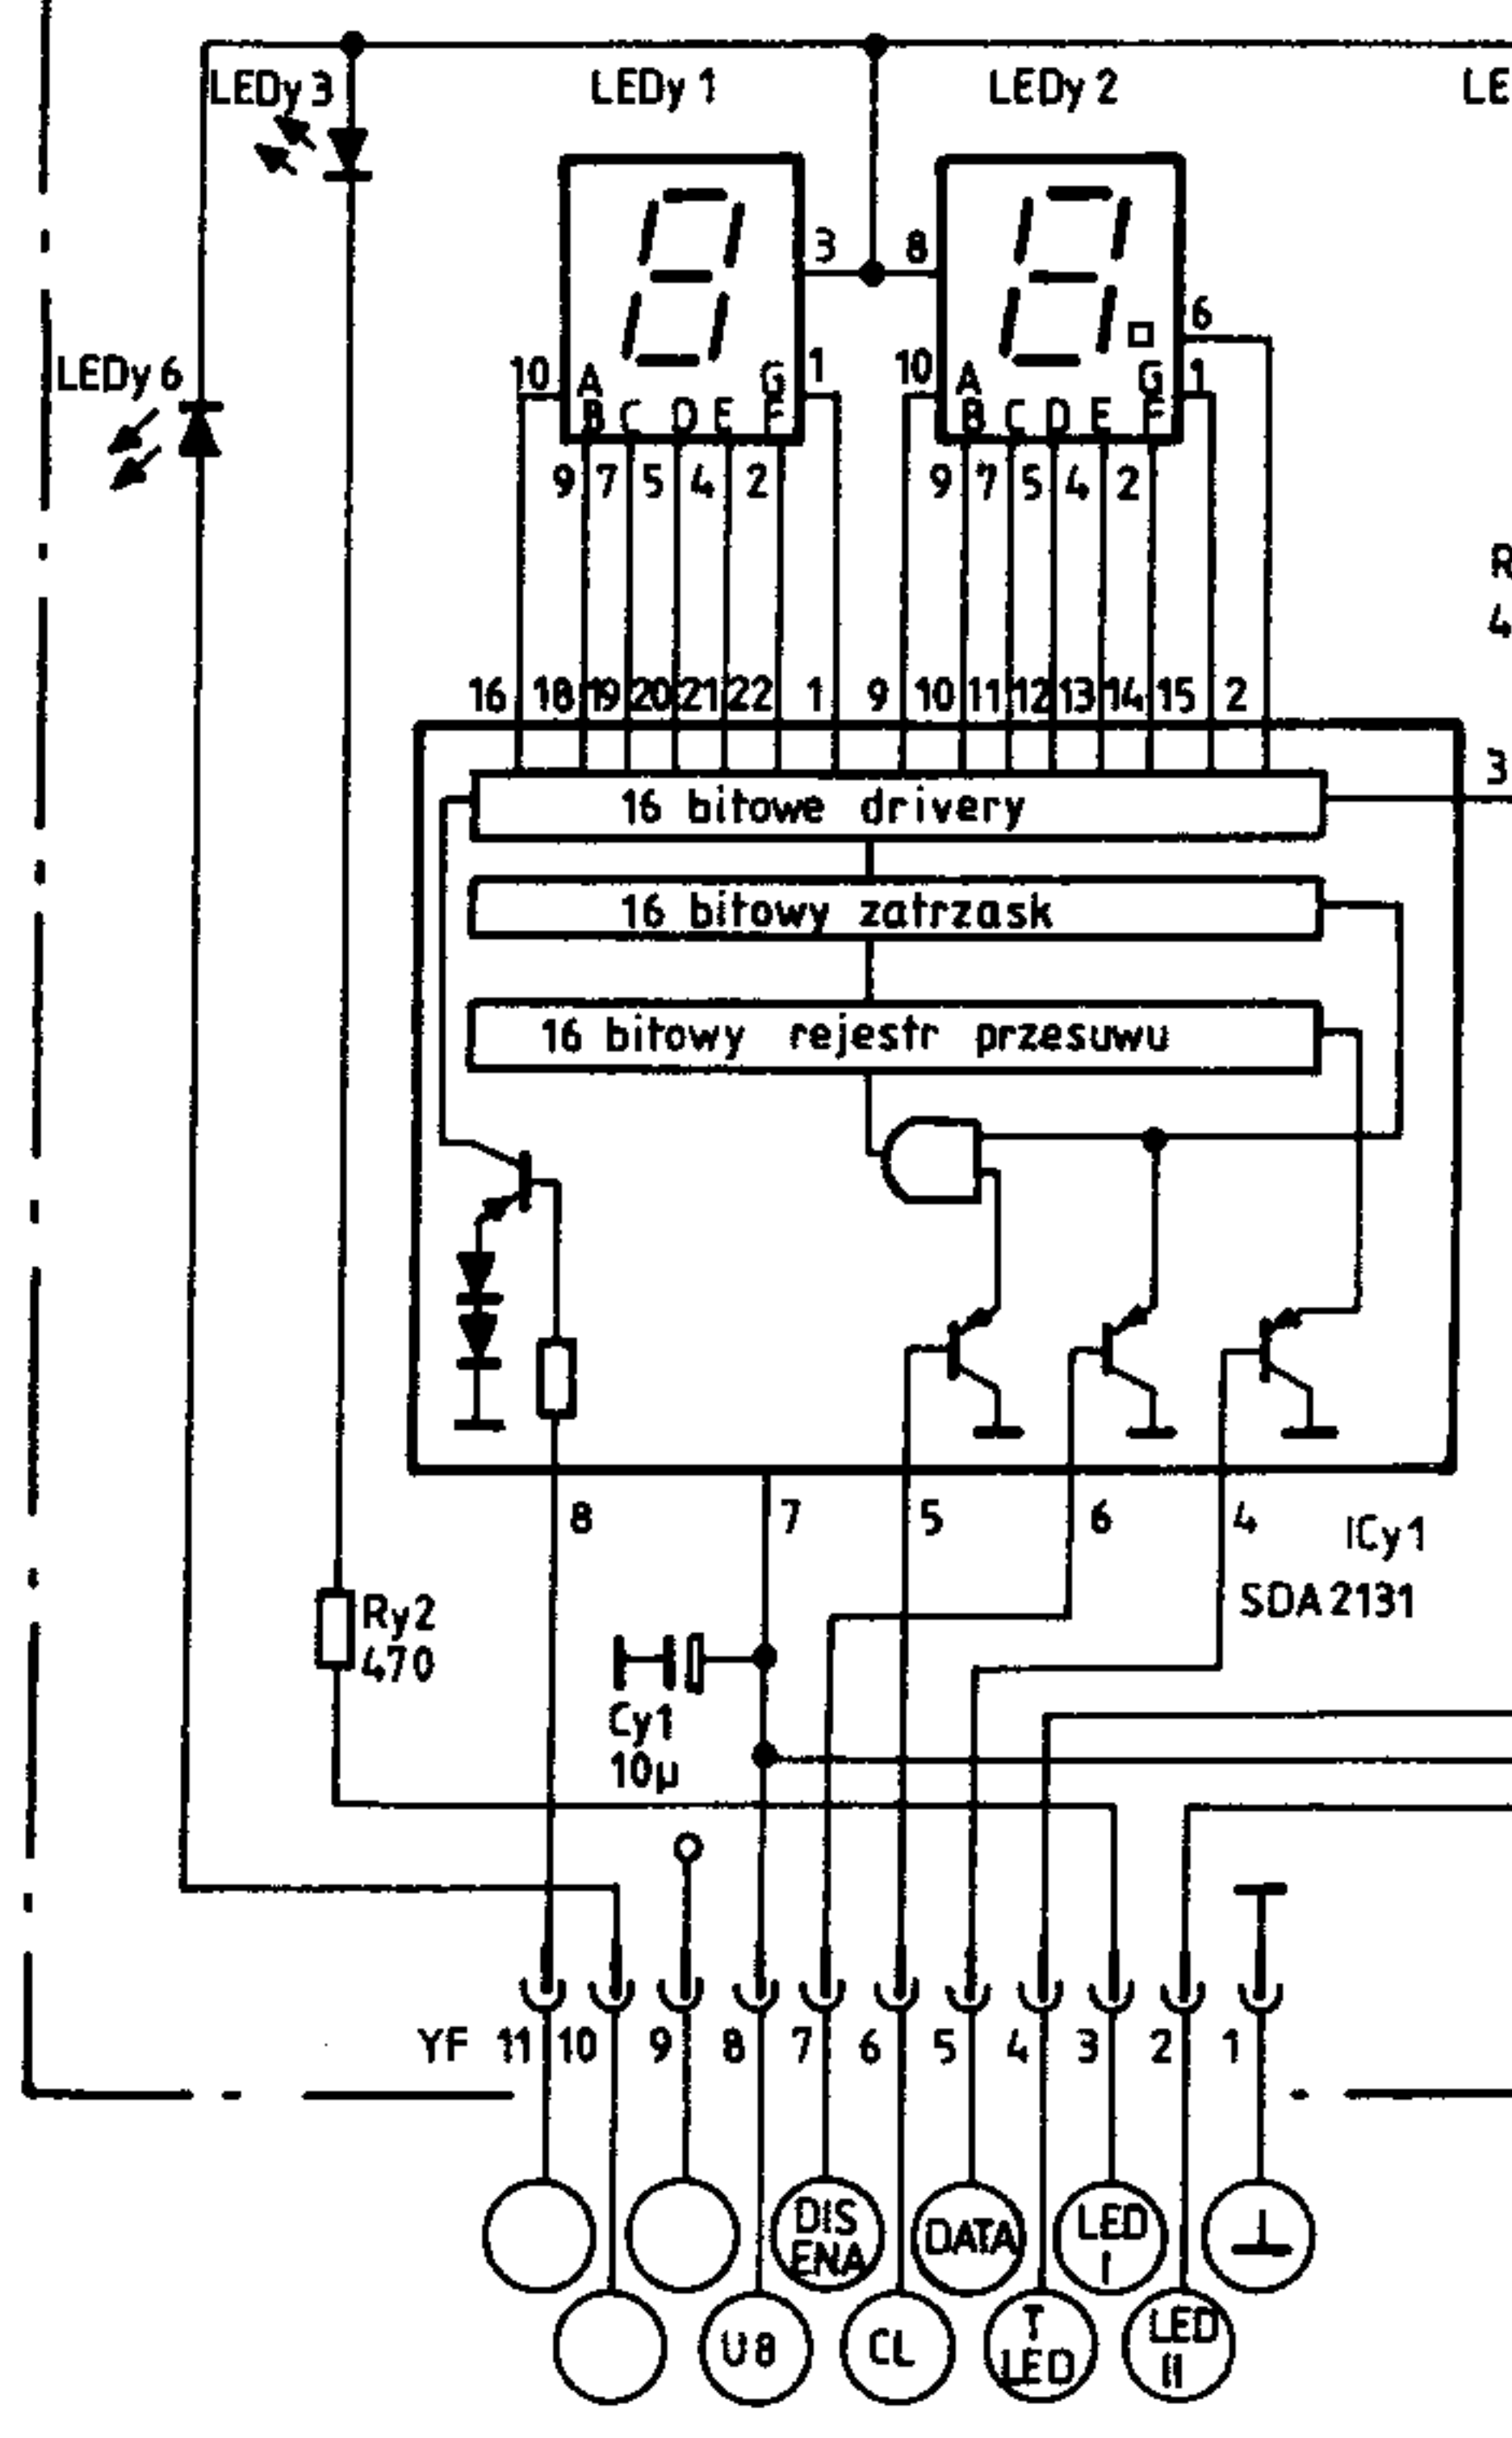 LEDy 3 LEDy 1 LEDy 2 LE
3 8
6
LEDy 6
10 A G 1 10 A G 1
B C D E F B C D E F
9 7 5 4 2 9 7 5 4 2
R
4
16 18 19 20 21 22 1 9 10 11 12 13 14 15 2
3
16 bitowe drivery
16 bitowy zatrzask
16 bitowy rejestr przesuwu
8 7 5 6 4 ICy 1
SDA 2131
Ry2
470
Cy1
10µ
YF 11 10 9 8 7 6 5 4 3 2 1
DIS
ENA
DATA
LED
I
U8
CL
T
LED
LED
II